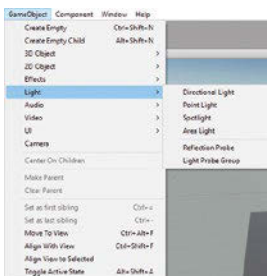 GameObject Component Window Help
Create Empty Ctrl+Shift+N
Create Empty Child Alt+Shift+N
3D Object >
2D Object >
Effects >
Light >
Audio >
Video >
UI >
Camera
Center On Children
Make Parent
Clear Parent
Set as first sibling Ctrl+=
Set as last sibling Ctrl+-
Move To View Ctrl+Alt+F
Align With View Ctrl+Shift+F
Align View to Selected
Toggle Active State Alt+Shift+A
Directional Light
Point Light
Spotlight
Area Light
Reflection Probe
Light Probe Group